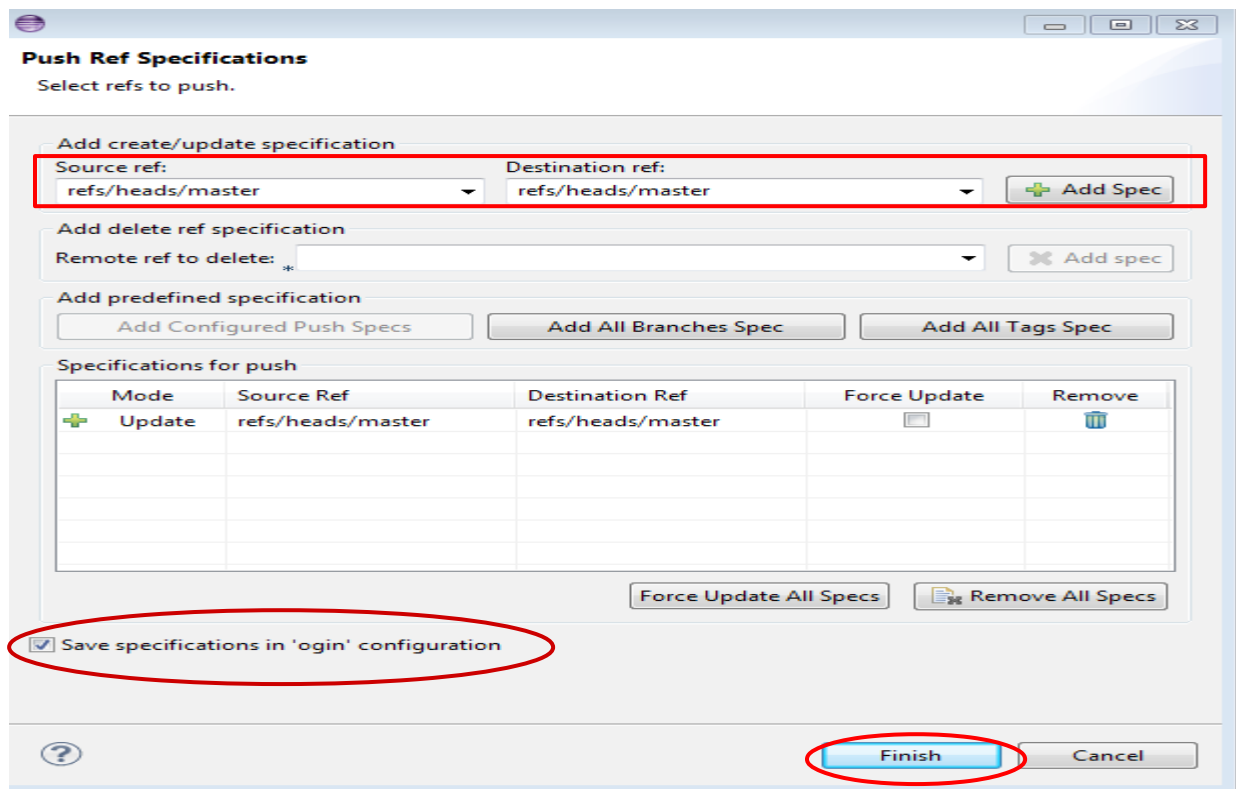 Push Ref Specifications
Select refs to push.
Add create/update specification
Source ref: Destination ref:
refs/heads/master refs/heads/master Add Spec
Add delete ref specification
Remote ref to delete: * Add spec
Add predefined specification
Add Configured Push Specs Add All Branches Spec Add All Tags Spec
Specifications for push
Mode Source Ref Destination Ref Force Update Remove
Update refs/heads/master refs/heads/master
Force Update All Specs Remove All Specs
Save specifications in 'ogin' configuration
? Finish Cancel